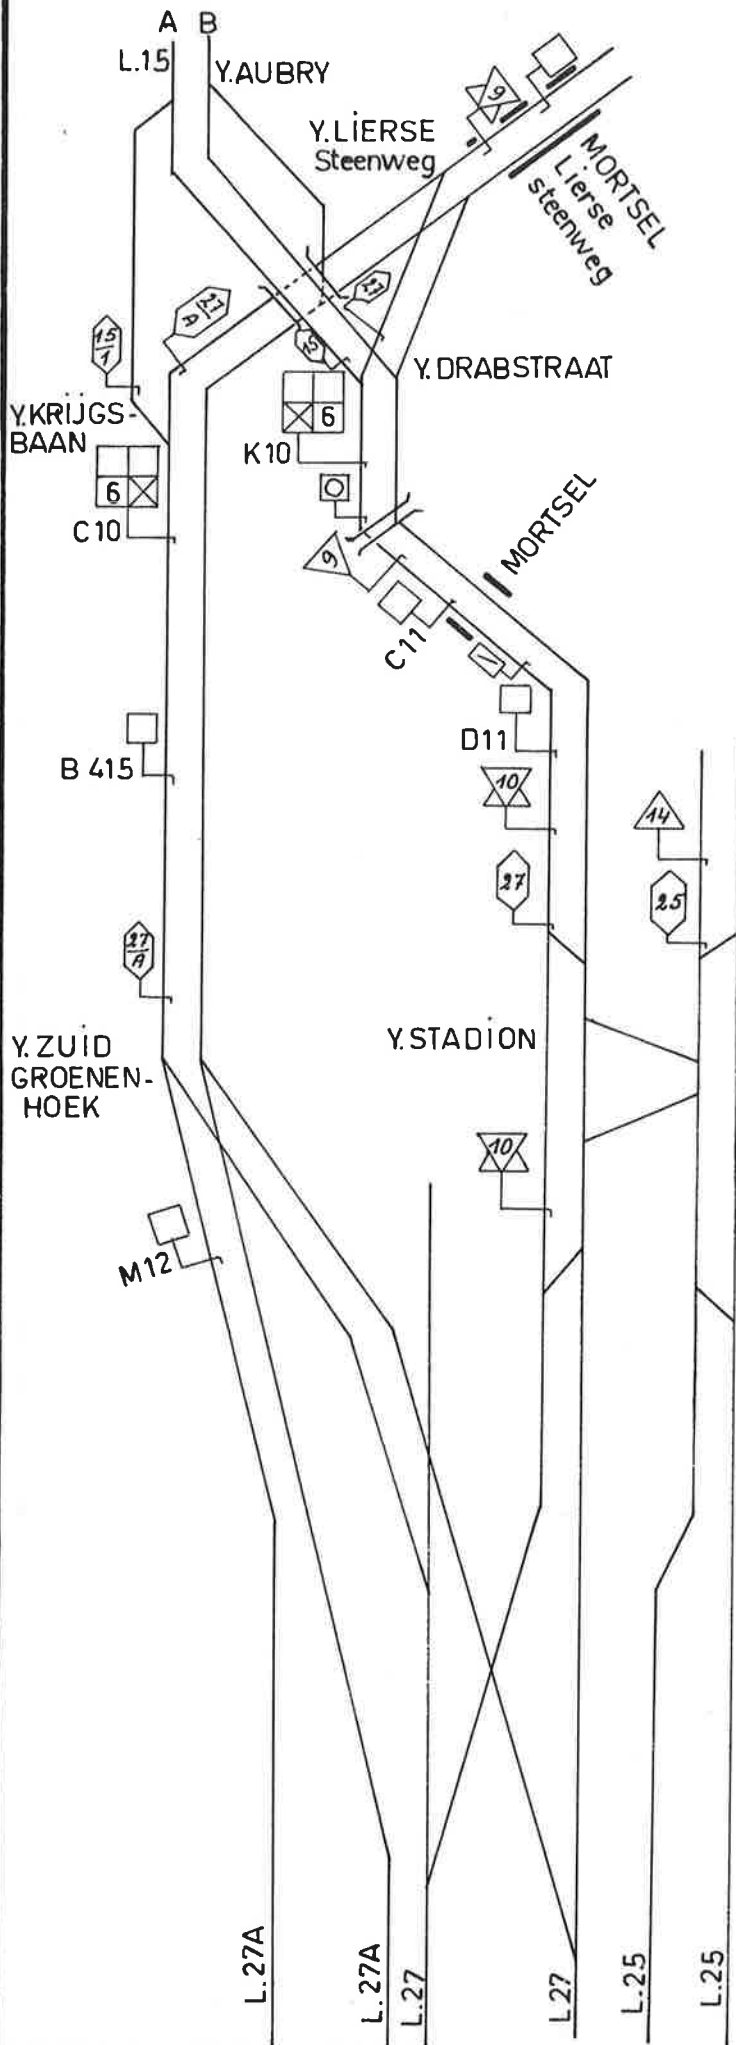 A B
L.15
Y.AUBRY
Y.LIERSE
Steenweg
9
MORTSEL
Lierse
steenweg
27
A
27
15
1
15
Y.DRABSTRAAT
Y.KRIJGS-
BAAN
6
K10
6
C10
9
MORTSEL
C11
B 415
D11
10
14
27
25
27
A
Y.ZUID
GROENEN-
HOEK
Y.STADION
10
M12
L.27A
L.27A
L.27
L.27
L.25
L.25